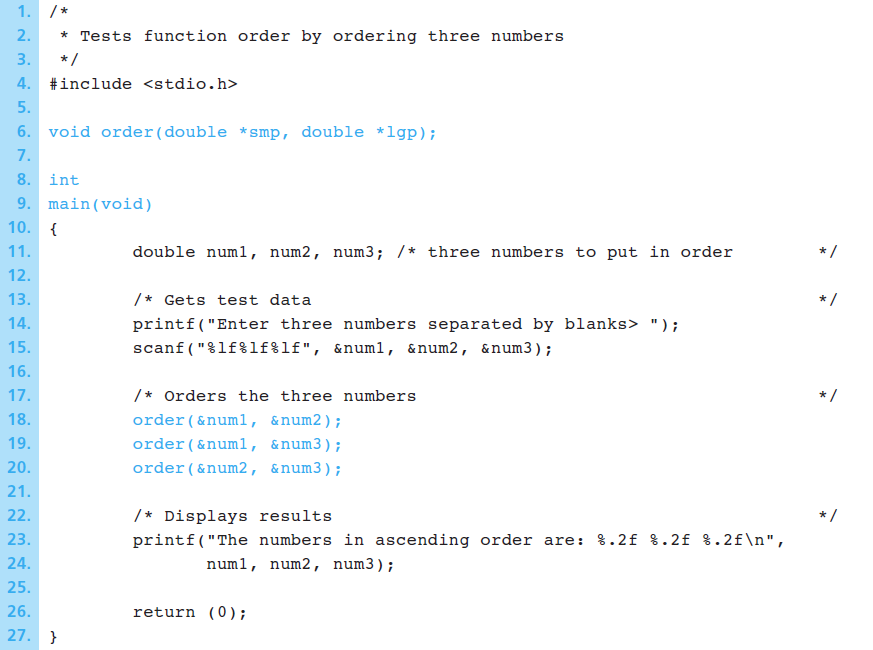 1. /*
2.  * Tests function order by ordering three numbers
3.  */
4. #include <stdio.h>
5.
6. void order(double *smp, double *lgp);
7.
8. int
9. main(void)
10. {
11.         double num1, num2, num3; /* three numbers to put in order        */
12.
13.         /* Gets test data                                                */
14.         printf("Enter three numbers separated by blanks> ");
15.         scanf("%lf%lf%lf", &num1, &num2, &num3);
16.
17.         /* Orders the three numbers                                      */
18.         order(&num1, &num2);
19.         order(&num1, &num3);
20.         order(&num2, &num3);
21.
22.         /* Displays results                                              */
23.         printf("The numbers in ascending order are: %.2f %.2f %.2f\n",
24.                num1, num2, num3);
25.
26.         return (0);
27. }